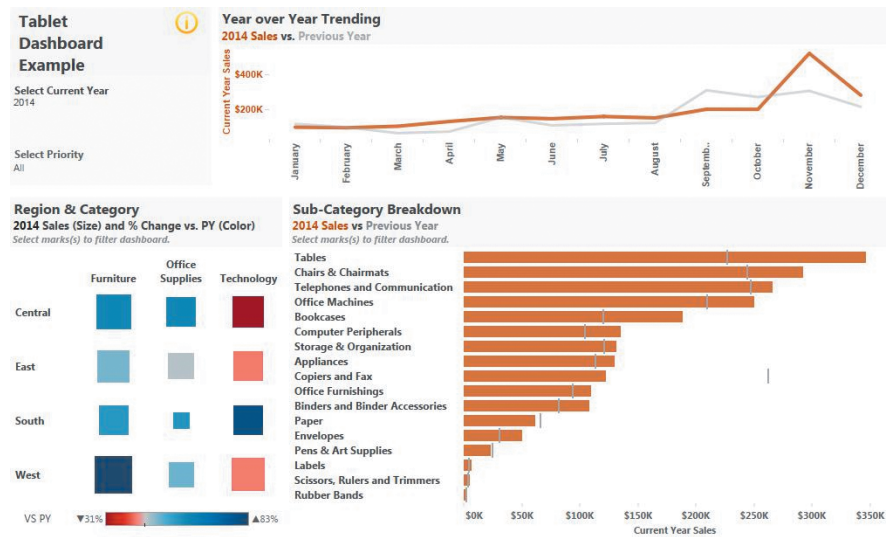 Tablet
Dashboard
Example
i
Select Current Year
2014
Select Priority
All
Year over Year Trending
2014 Sales vs. Previous Year
Current Year Sales
$400K
$200K
January
February
March
April
May
June
July
August
Septemb..
October
November
December
Region & Category
2014 Sales (Size) and % Change vs. PY (Color)
Select marks(s) to filter dashboard.
Furniture
Office
Supplies
Technology
Central
East
South
West
VS PY
▼31%
▲83%
Sub-Category Breakdown
2014 Sales vs Previous Year
Select marks(s) to filter dashboard.
Tables
Chairs & Chairmats
Telephones and Communication
Office Machines
Bookcases
Computer Peripherals
Storage & Organization
Appliances
Copiers and Fax
Office Furnishings
Binders and Binder Accessories
Paper
Envelopes
Pens & Art Supplies
Labels
Scissors, Rulers and Trimmers
Rubber Bands
$0K $50K $100K $150K $200K $250K $300K $350K
Current Year Sales